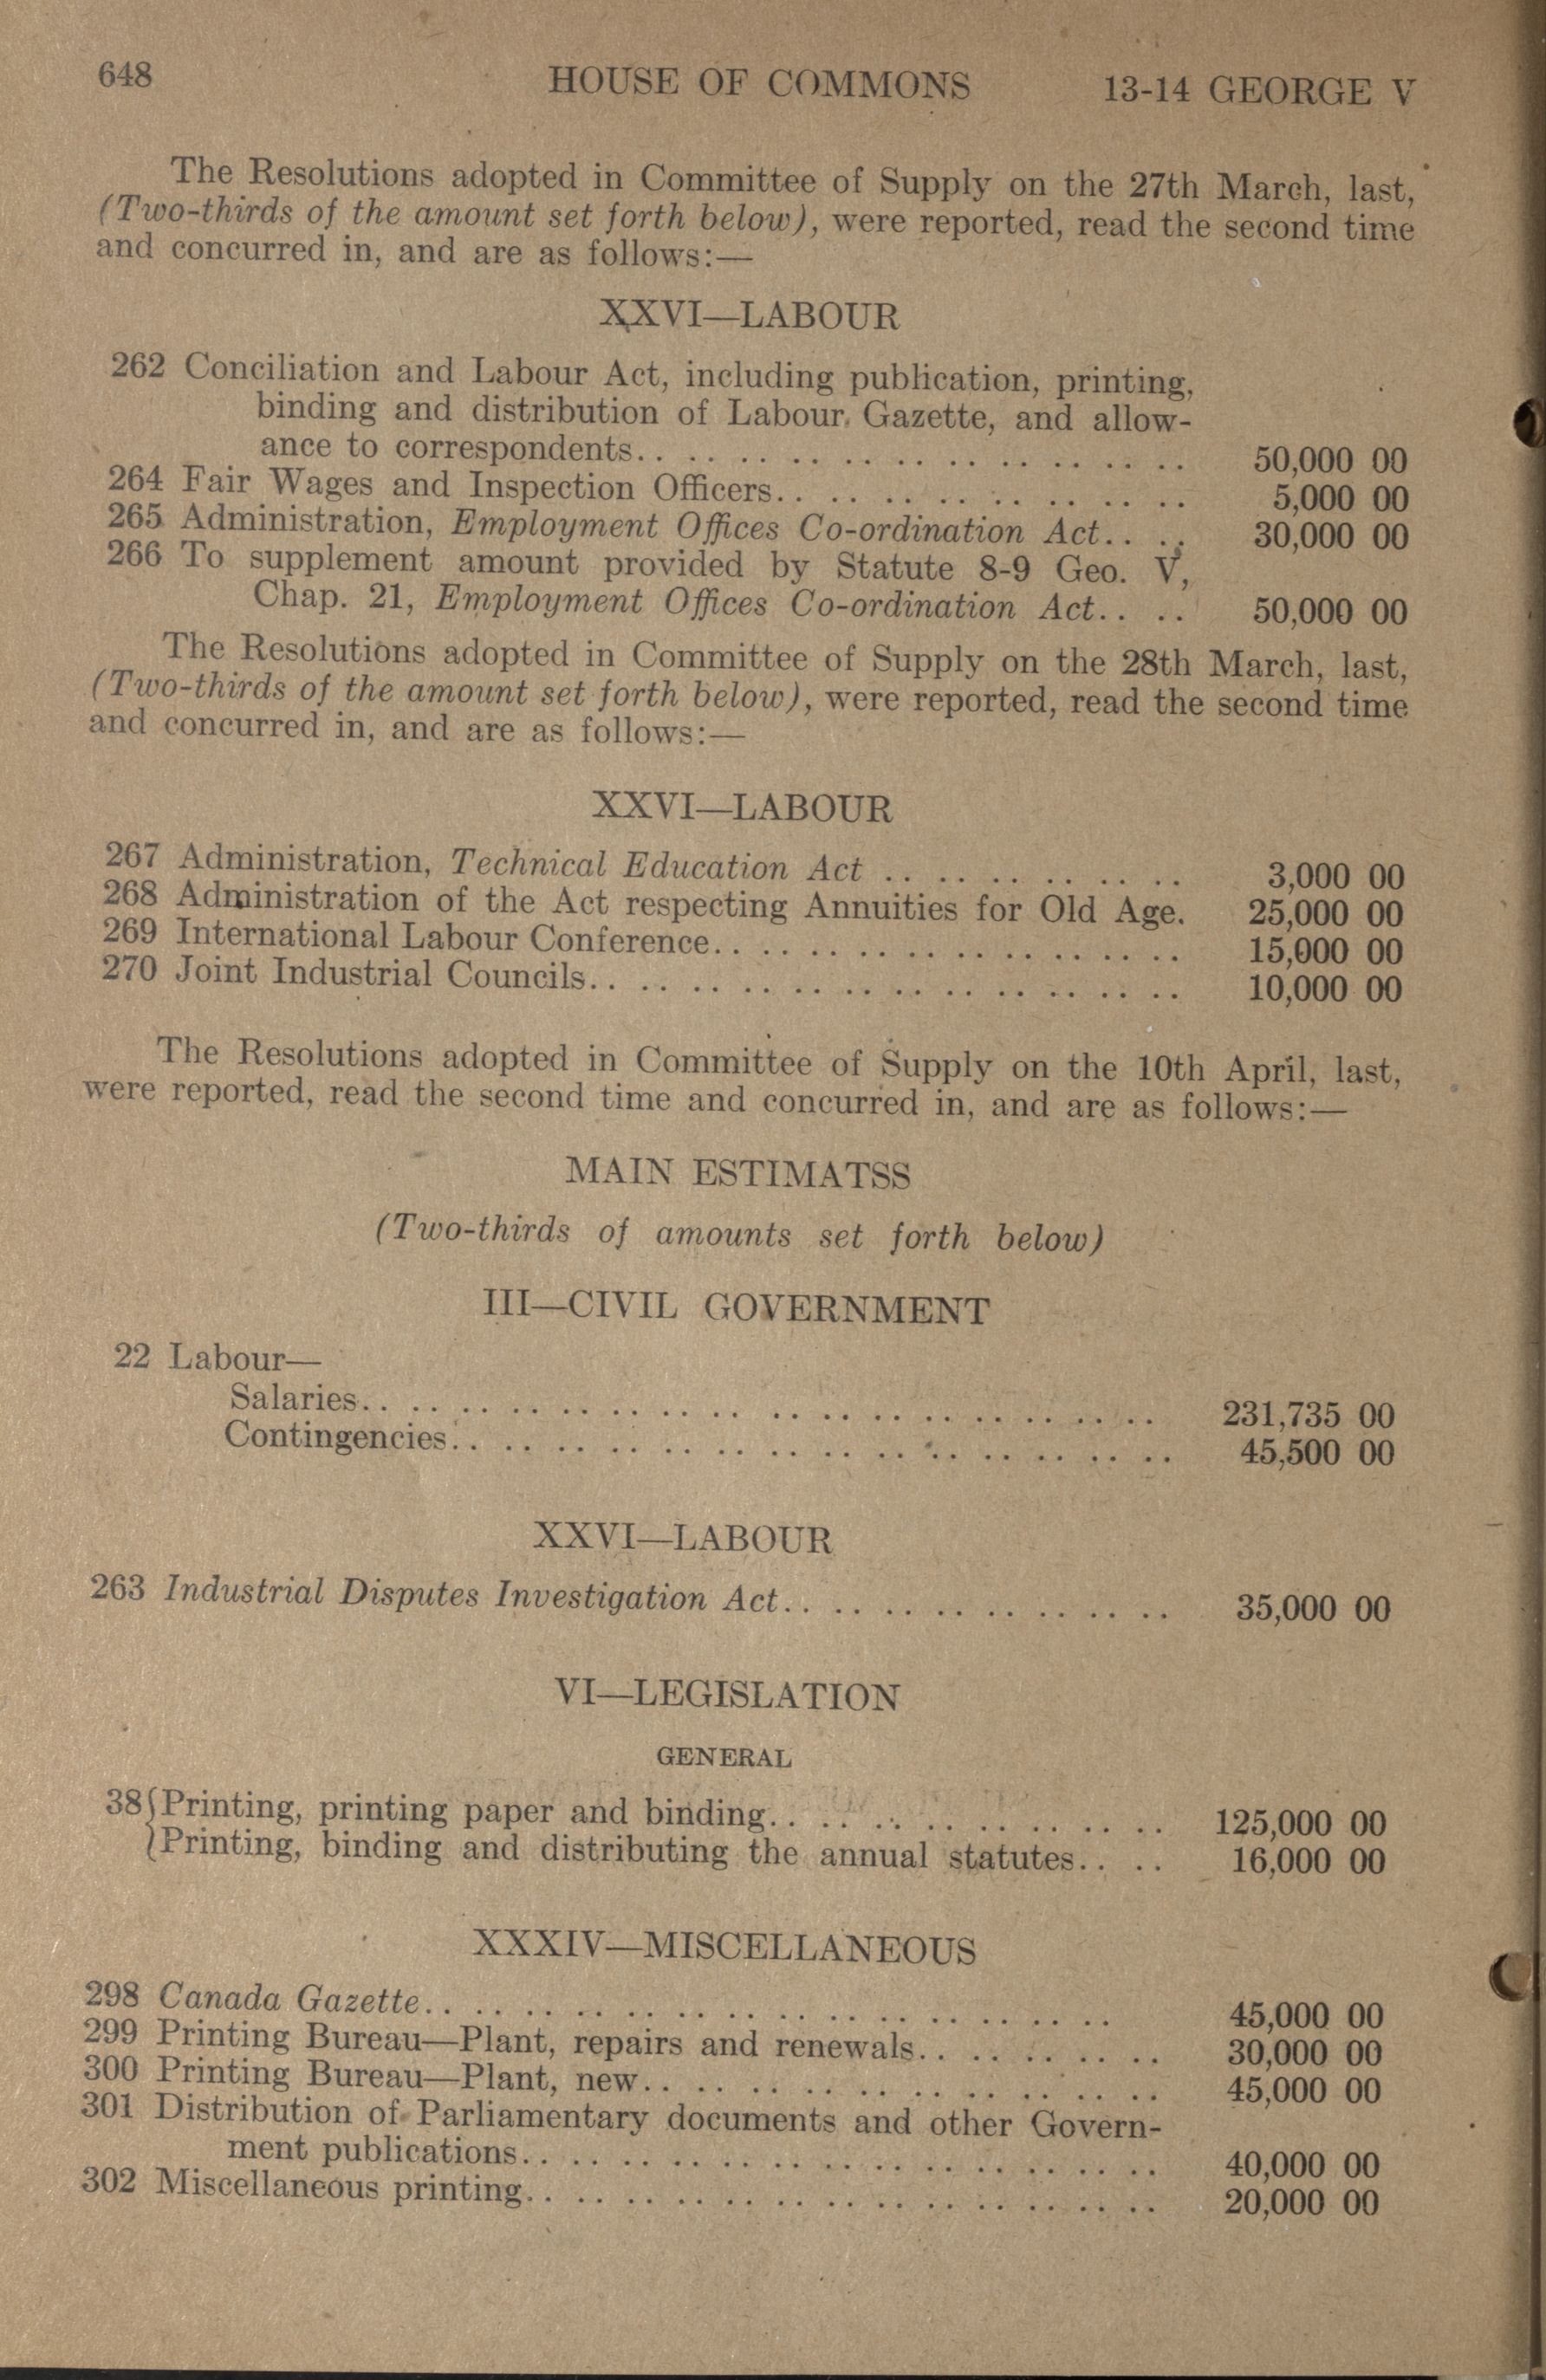 648 HOUSE OF COMMONS 13-14 GEORGE V
The Resolutions adopted in Committee of Supply on the 27th March, last,
(Two-thirds of the amount set forth below), were reported, read the second time
and concurred in, and are as follows:—
XXVI—LABOUR
262 Conciliation and Labour Act, including publication, printing,
binding and distribution of Labour Gazette, and allow-
ance to correspondents.. .. .. .. .. .. .. .. .. .. .. 50,000 00
264 Fair Wages and Inspection Officers.. .. .. .. .. .. .. .. 5,000 00
265 Administration, Employment Offices Co-ordination Act.. .. 30,000 00
266 To supplement amount provided by Statute 8-9 Geo. V,
Chap. 21, Employment Offices Co-ordination Act.. .. 50,000 00
The Resolutions adopted in Committee of Supply on the 28th March, last,
(Two-thirds of the amount set forth below), were reported, read the second time
and concurred in, and are as follows:—
XXVI—LABOUR
267 Administration, Technical Education Act .. .. .. .. .. .. 3,000 00
268 Administration of the Act respecting Annuities for Old Age. 25,000 00
269 International Labour Conference.. .. .. .. .. .. .. .. .. 15,000 00
270 Joint Industrial Councils.. .. .. .. .. .. .. .. .. .. .. .. 10,000 00
The Resolutions adopted in Committee of Supply on the 10th April, last,
were reported, read the second time and concurred in, and are as follows:—
MAIN ESTIMATSS
(Two-thirds of amounts set forth below)
III—CIVIL GOVERNMENT
22 Labour—
Salaries.. .. .. .. .. .. .. .. .. .. .. .. .. .. .. .. 231,735 00
Contingencies.. .. .. .. .. .. .. .. .. .. .. .. .. .. 45,500 00
XXVI—LABOUR
263 Industrial Disputes Investigation Act.. .. .. .. .. .. .. .. 35,000 00
VI—LEGISLATION
GENERAL
38{Printing, printing paper and binding.. .. .. .. .. .. .. .. 125,000 00
{Printing, binding and distributing the annual statutes.. .. 16,000 00
XXXIV—MISCELLANEOUS
298 Canada Gazette.. .. .. .. .. .. .. .. .. .. .. .. .. .. 45,000 00
299 Printing Bureau—Plant, repairs and renewals.. .. .. .. .. 30,000 00
300 Printing Bureau—Plant, new.. .. .. .. .. .. .. .. .. .. 45,000 00
301 Distribution of Parliamentary documents and other Govern-
ment publications.. .. .. .. .. .. .. .. .. .. .. .. .. 40,000 00
302 Miscellaneous printing.. .. .. .. .. .. .. .. .. .. .. .. .. 20,000 00